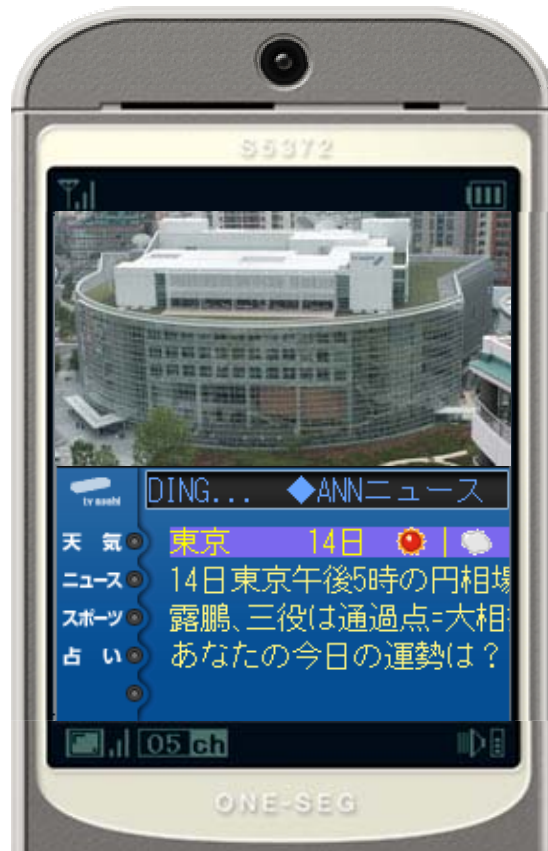 S5372
tv asahi
DING... ◆ANNニュース
天 気
東京 14日
ニュース
14日東京午後5時の円相場
スポーツ
露鵬、三役は通過点=大相
占 い
あなたの今日の運勢は?
05 ch
ONE-SEG